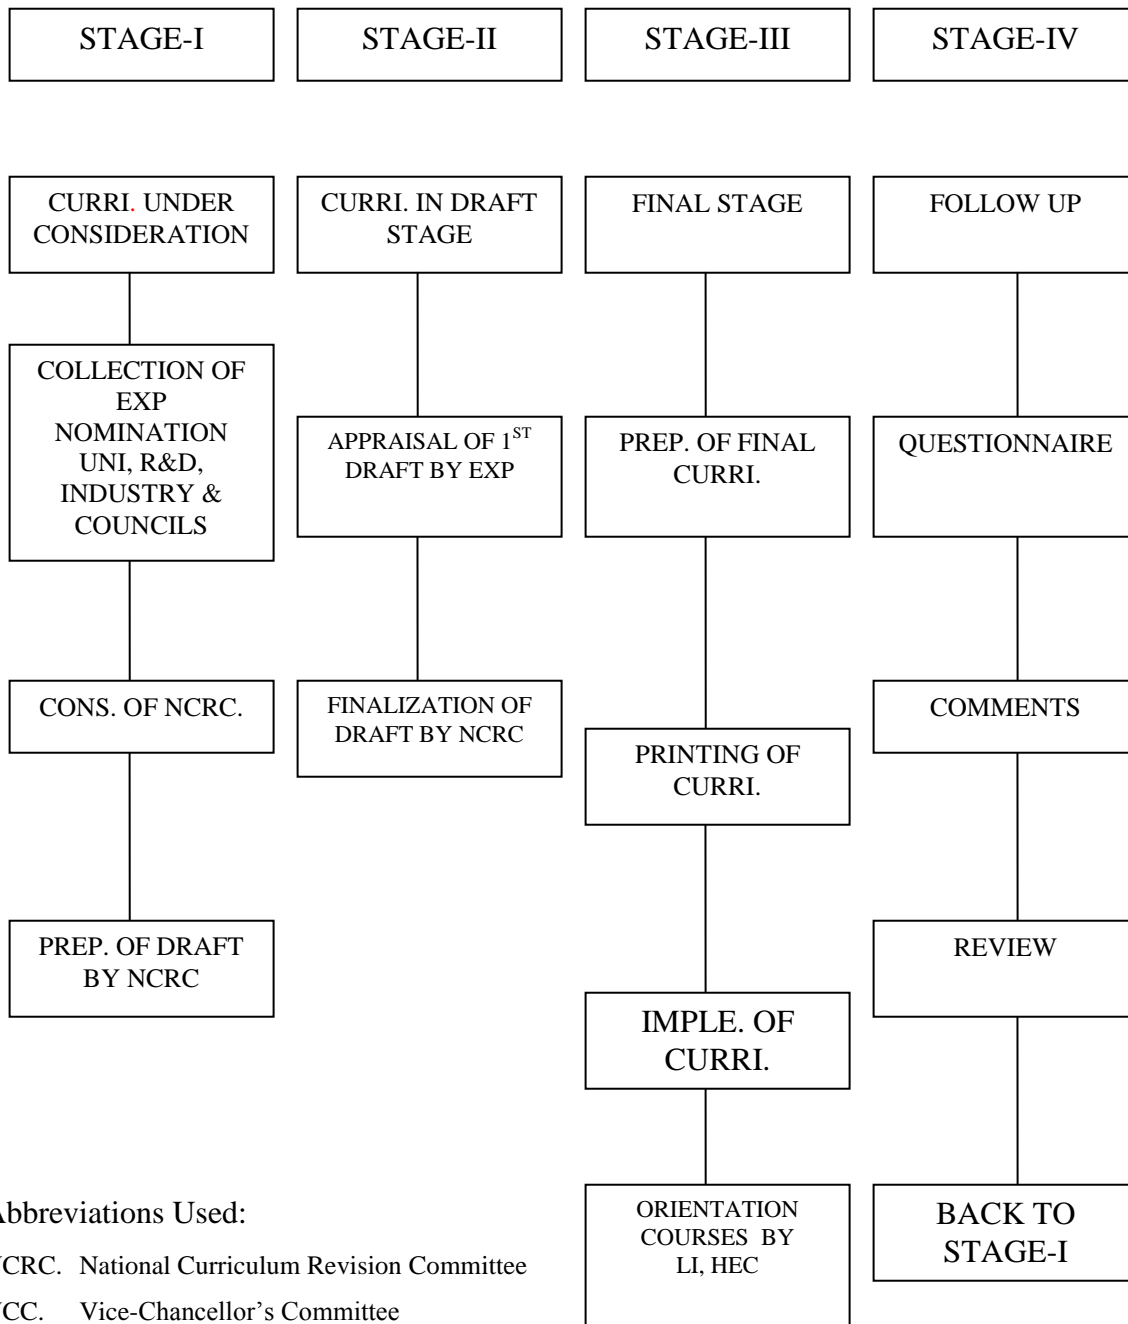 STAGE-I
STAGE-II
STAGE-III
STAGE-IV
CURRI. UNDER
CONSIDERATION
COLLECTION OF
EXP
NOMINATION
UNI, R&D,
INDUSTRY &
COUNCILS
CONS. OF NCRC.
PREP. OF DRAFT
BY NCRC
CURRI. IN DRAFT
STAGE
APPRAISAL OF 1ST
DRAFT BY EXP
FINALIZATION OF
DRAFT BY NCRC
FINAL STAGE
PREP. OF FINAL
CURRI.
PRINTING OF
CURRI.
IMPLE. OF
CURRI.
ORIENTATION
COURSES BY
LI, HEC
FOLLOW UP
QUESTIONNAIRE
COMMENTS
REVIEW
BACK TO
STAGE-I
Abbreviations Used:
NCRC. National Curriculum Revision Committee
VCC. Vice-Chancellor’s Committee